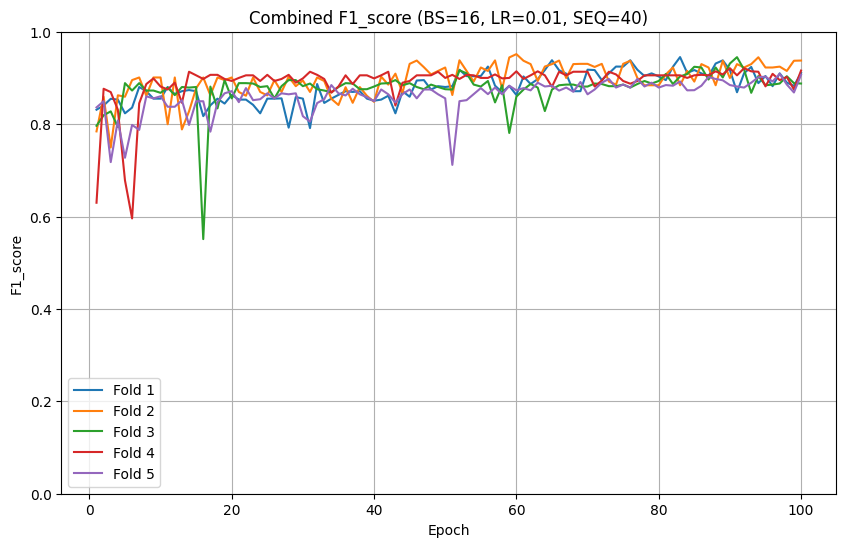 Combined F1_score (BS=16, LR=0.01, SEQ=40)
1.0
0.8
0.6
0.4
0.2
0.0
F1_score
Fold 1
Fold 2
Fold 3
Fold 4
Fold 5
0 20 40 60 80 100
Epoch